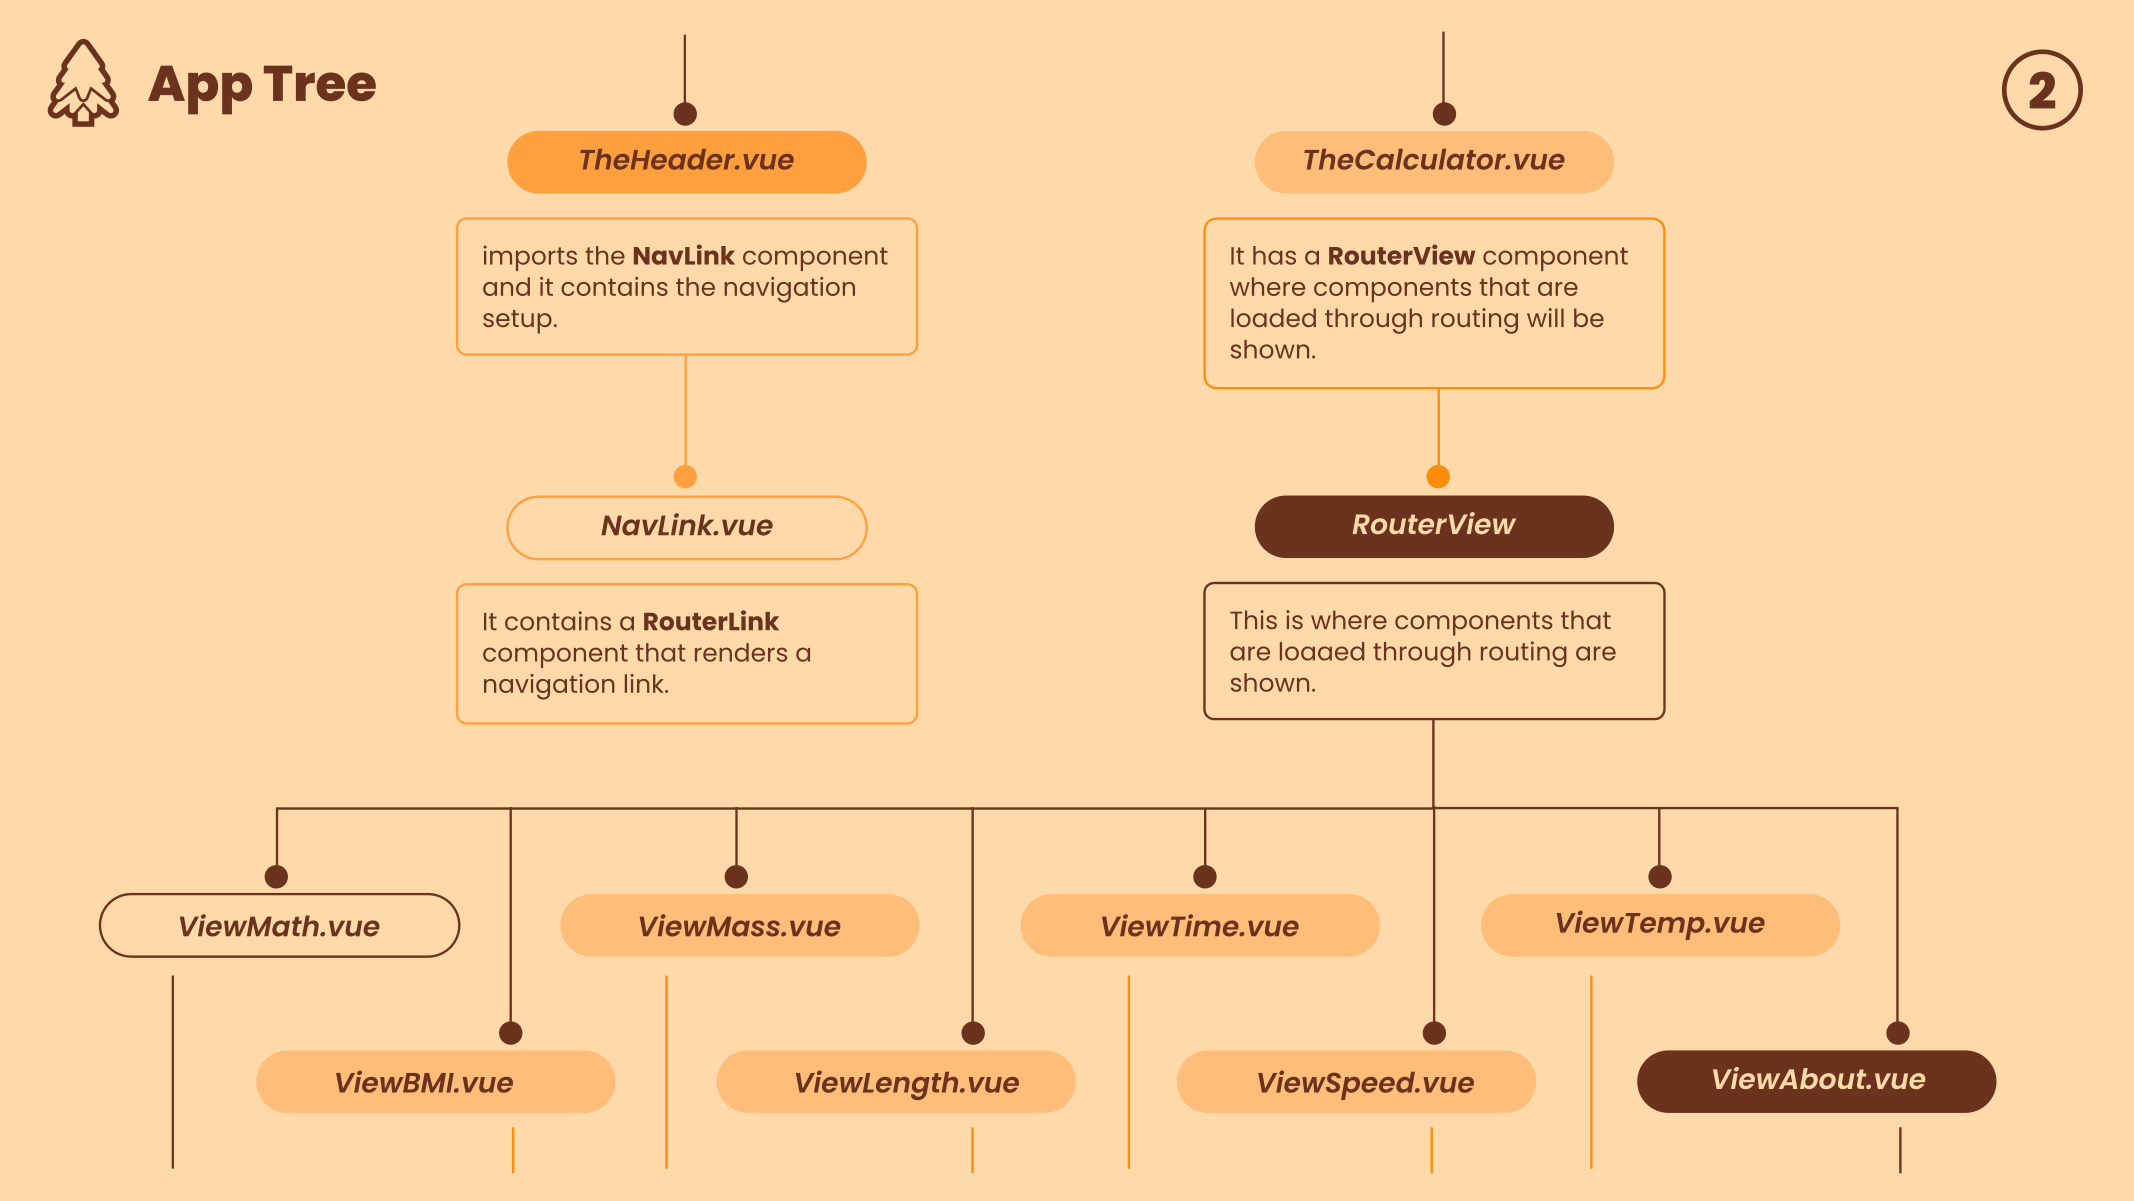 App Tree
2
TheHeader.vue
imports the NavLink component
and it contains the navigation
setup.
NavLink.vue
It contains a RouterLink
component that renders a
navigation link.
TheCalculator.vue
It has a RouterView component
where components that are
loaded through routing will be
shown.
RouterView
This is where components that
are loaaed through routing are
shown.
ViewMath.vue
ViewMass.vue
ViewTime.vue
ViewTemp.vue
ViewBMI.vue
ViewLength.vue
ViewSpeed.vue
ViewAbout.vue